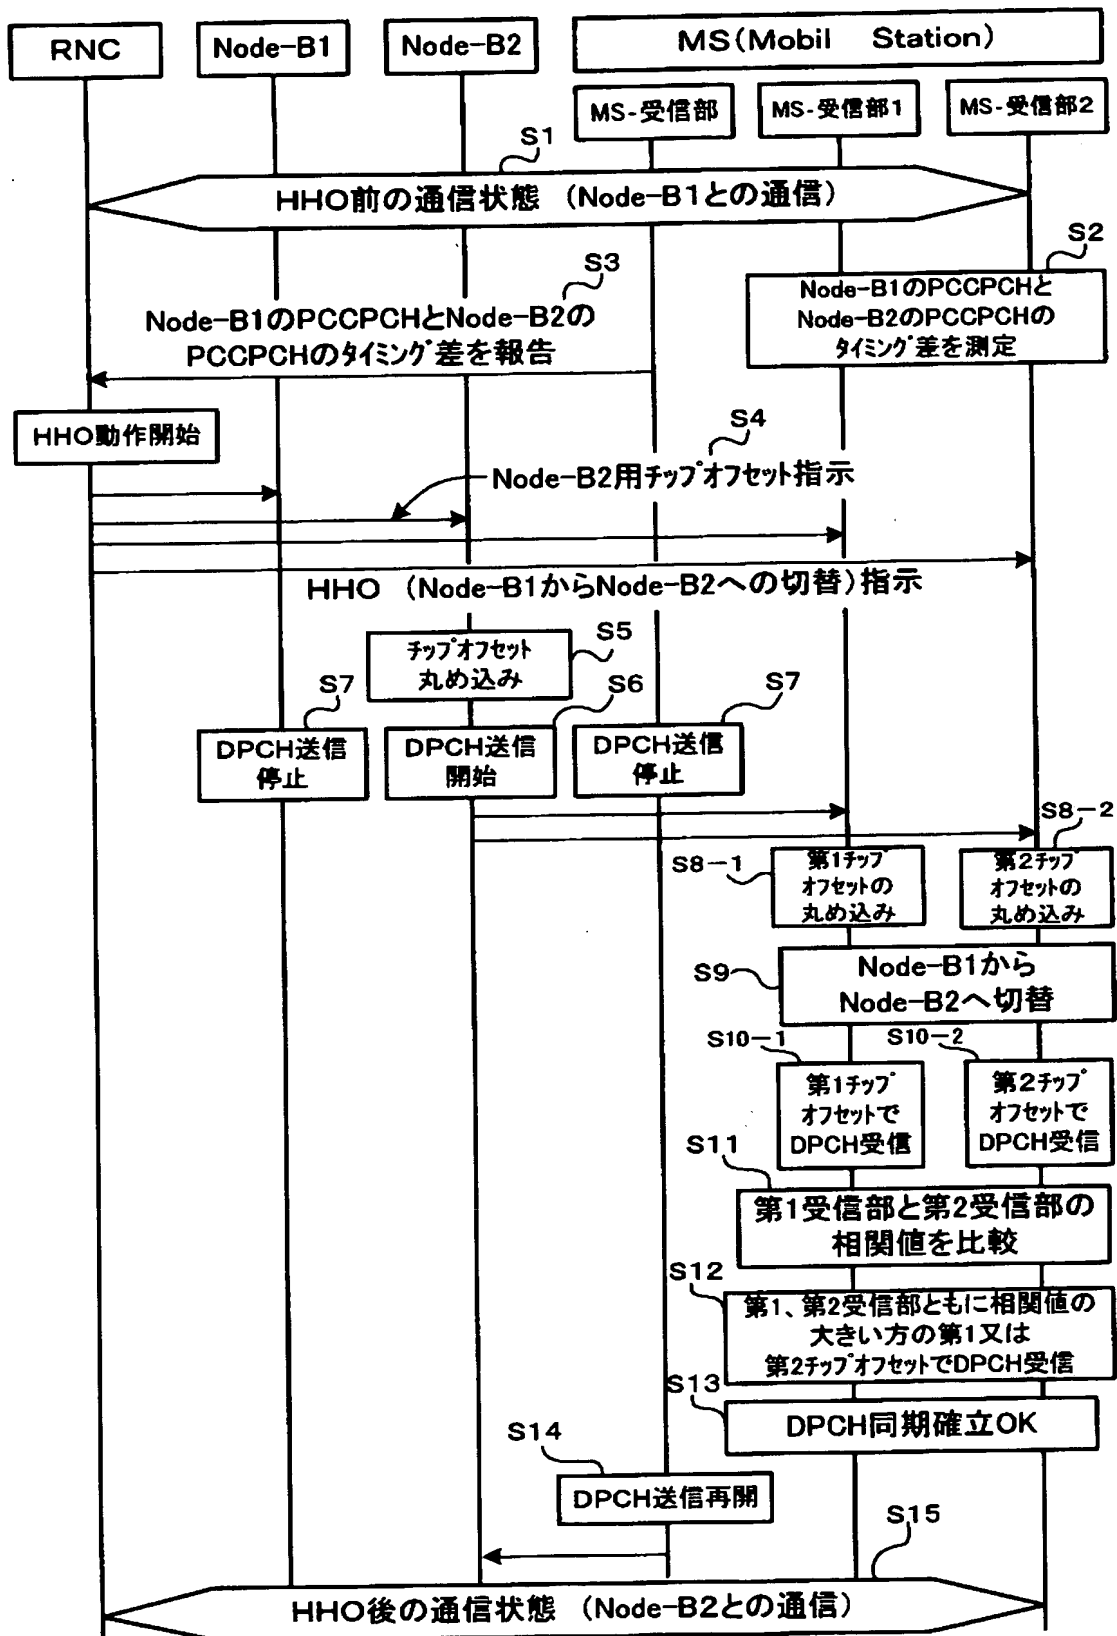 RNC
Node-B1
Node-B2
MS(Mobil Station)
MS-受信部
MS-受信部1
MS-受信部2
S1
HHO前の通信状態 (Node-B1との通信)
S2
Node-B1のPCCPCHと
Node-B2のPCCPCHの
タイミング差を測定
S3
Node-B1のPCCPCHとNode-B2の
PCCPCHのタイミング差を報告
HHO動作開始
S4
Node-B2用チップオフセット指示
HHO (Node-B1からNode-B2への切替)指示
チップオフセット
丸め込み
S5
S7
S6
S7
DPCH送信
停止
DPCH送信
開始
DPCH送信
停止
S8-2
S8-1
第1チップ
オフセットの
丸め込み
第2チップ
オフセットの
丸め込み
S9
Node-B1から
Node-B2へ切替
S10-1
S10-2
第1チップ
オフセットで
DPCH受信
第2チップ
オフセットで
DPCH受信
S11
第1受信部と第2受信部の
相関値を比較
S12
第1、第2受信部ともに相関値の
大きい方の第1又は
第2チップオフセットでDPCH受信
S13
DPCH同期確立OK
S14
DPCH送信再開
S15
HHO後の通信状態 (Node-B2との通信)